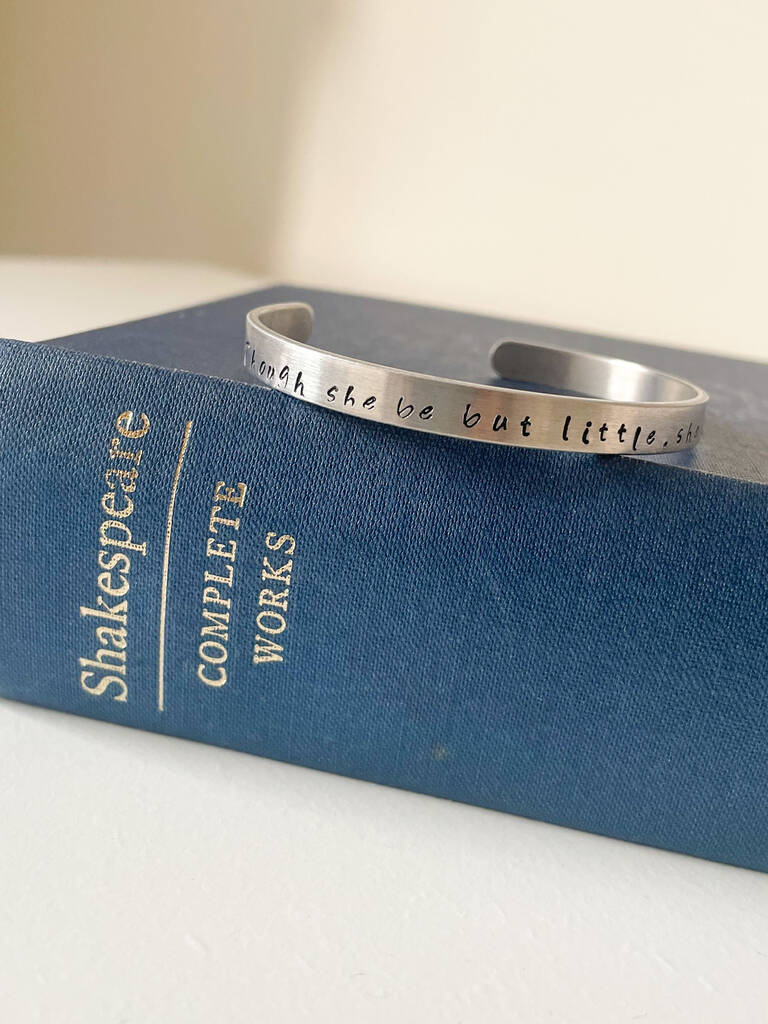 Though she be but little, she
Shakespeare
COMPLETE
WORKS